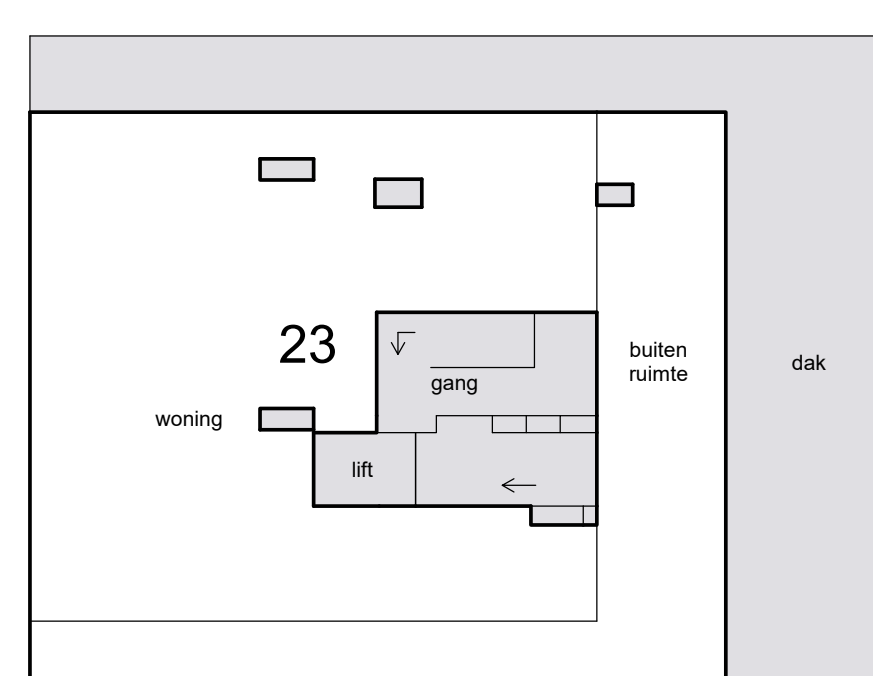 23
buiten
ruimte
dak
gang
woning
lift